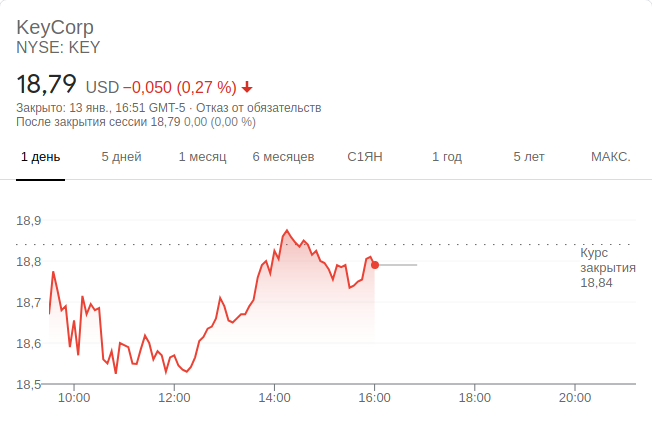 KeyCorp
NYSE: KEY
18,79 USD −0,050 (0,27 %)
Закрыто: 13 янв., 16:51 GMT-5 · Отказ от обязательств
После закрытия сессии 18,79 0,00 (0,00 %)
1 день 5 дней 1 месяц 6 месяцев С1ЯН 1 год 5 лет МАКС.
18,9
18,8
18,7
18,6
18,5
Курс
закрытия
18,84
10:00 12:00 14:00 16:00 18:00 20:00